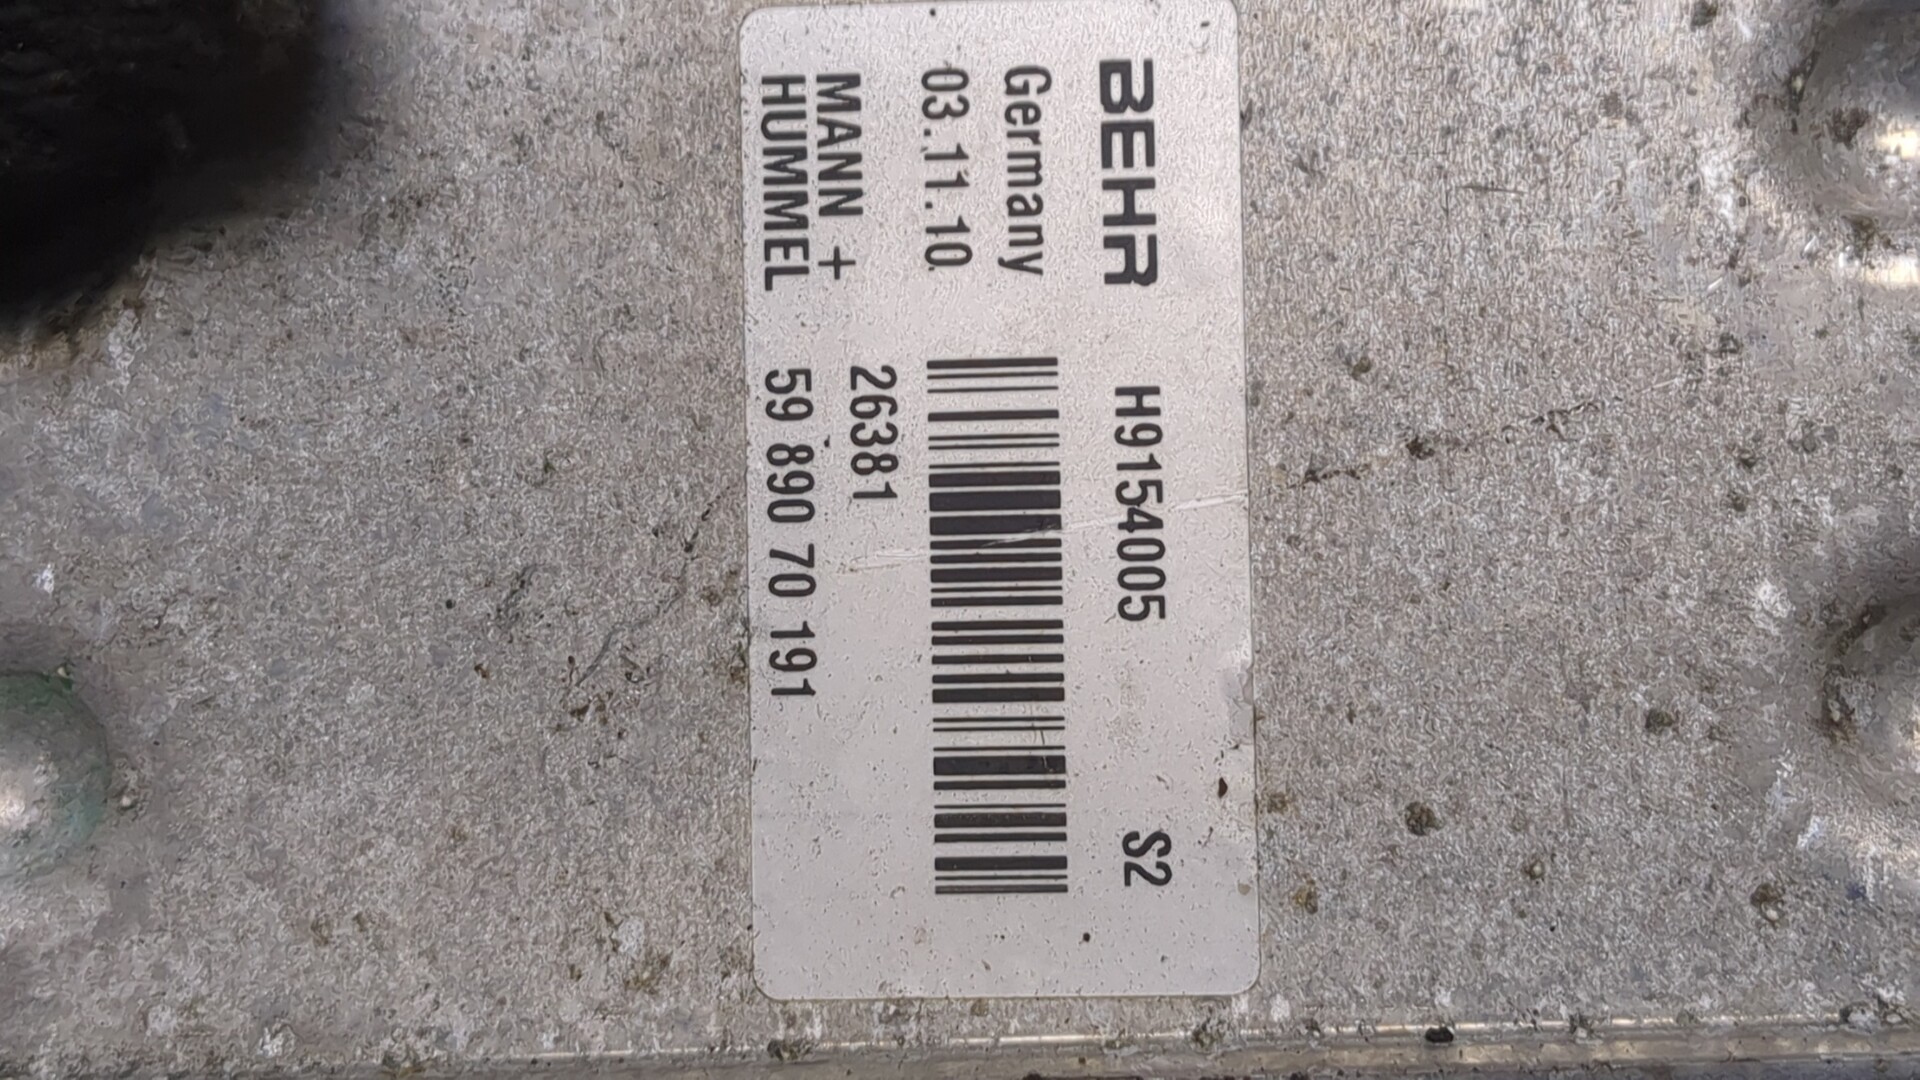 BEHR H9154005 S2
Germany
03.11.10
26381
MANN +
HUMMEL 59 890 70 191